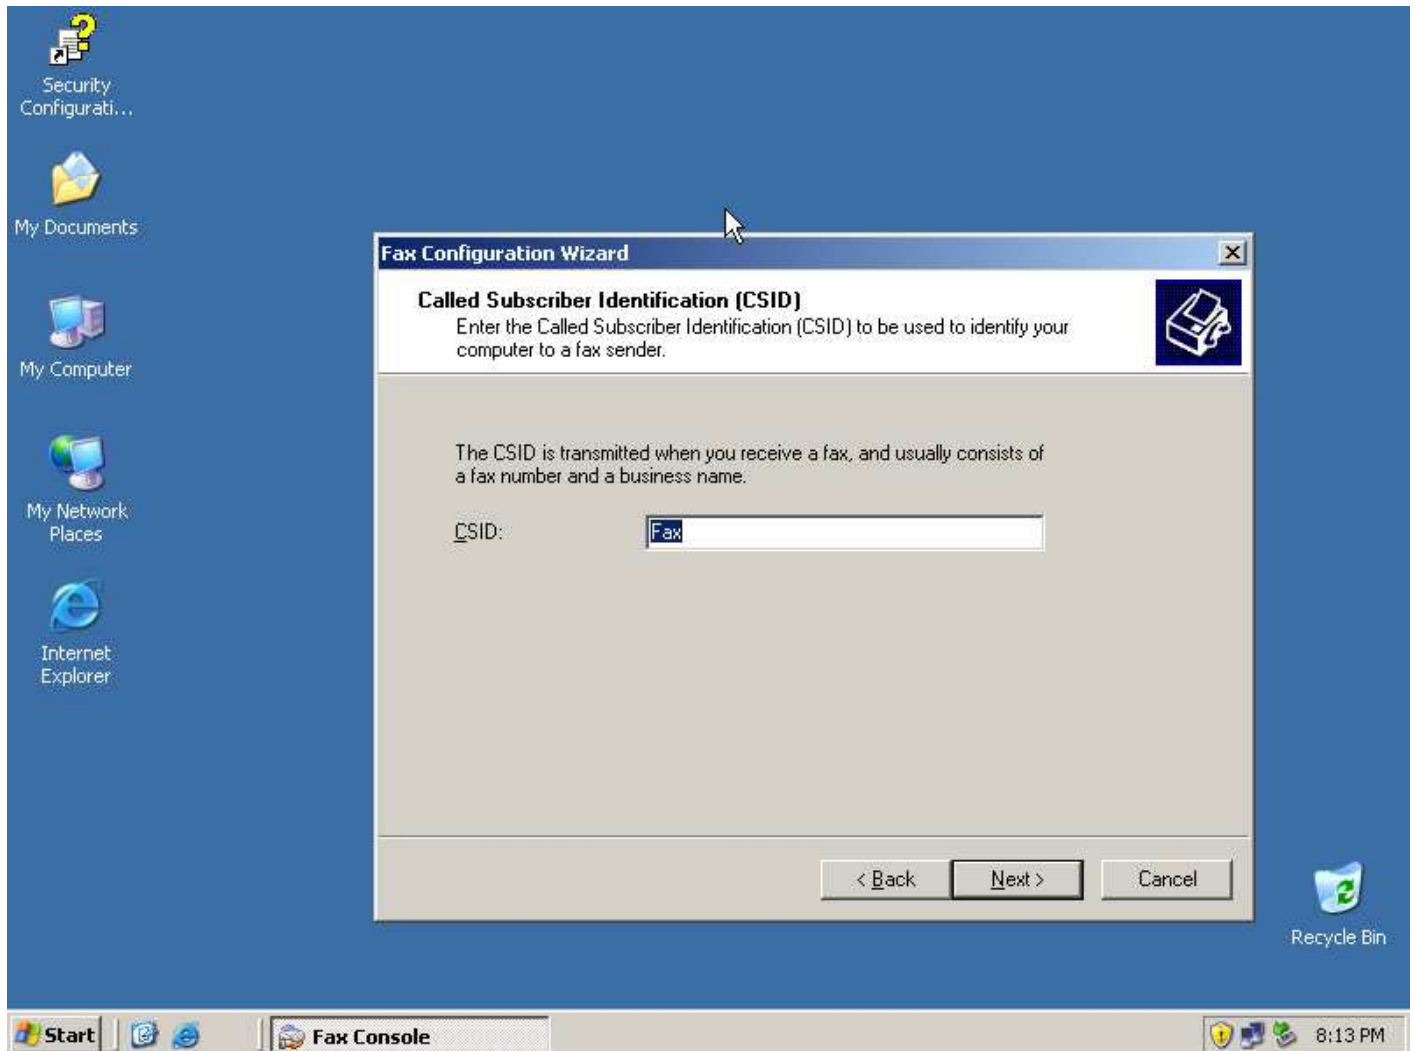 Security
Configurati...
My Documents
My Computer
My Network
Places
Internet
Explorer
Fax Configuration Wizard
Called Subscriber Identification (CSID)
Enter the Called Subscriber Identification (CSID) to be used to identify your
computer to a fax sender.
The CSID is transmitted when you receive a fax, and usually consists of
a fax number and a business name.
CSID:
Fax
< Back
Next >
Cancel
Recycle Bin
Start
Fax Console
8:13 PM